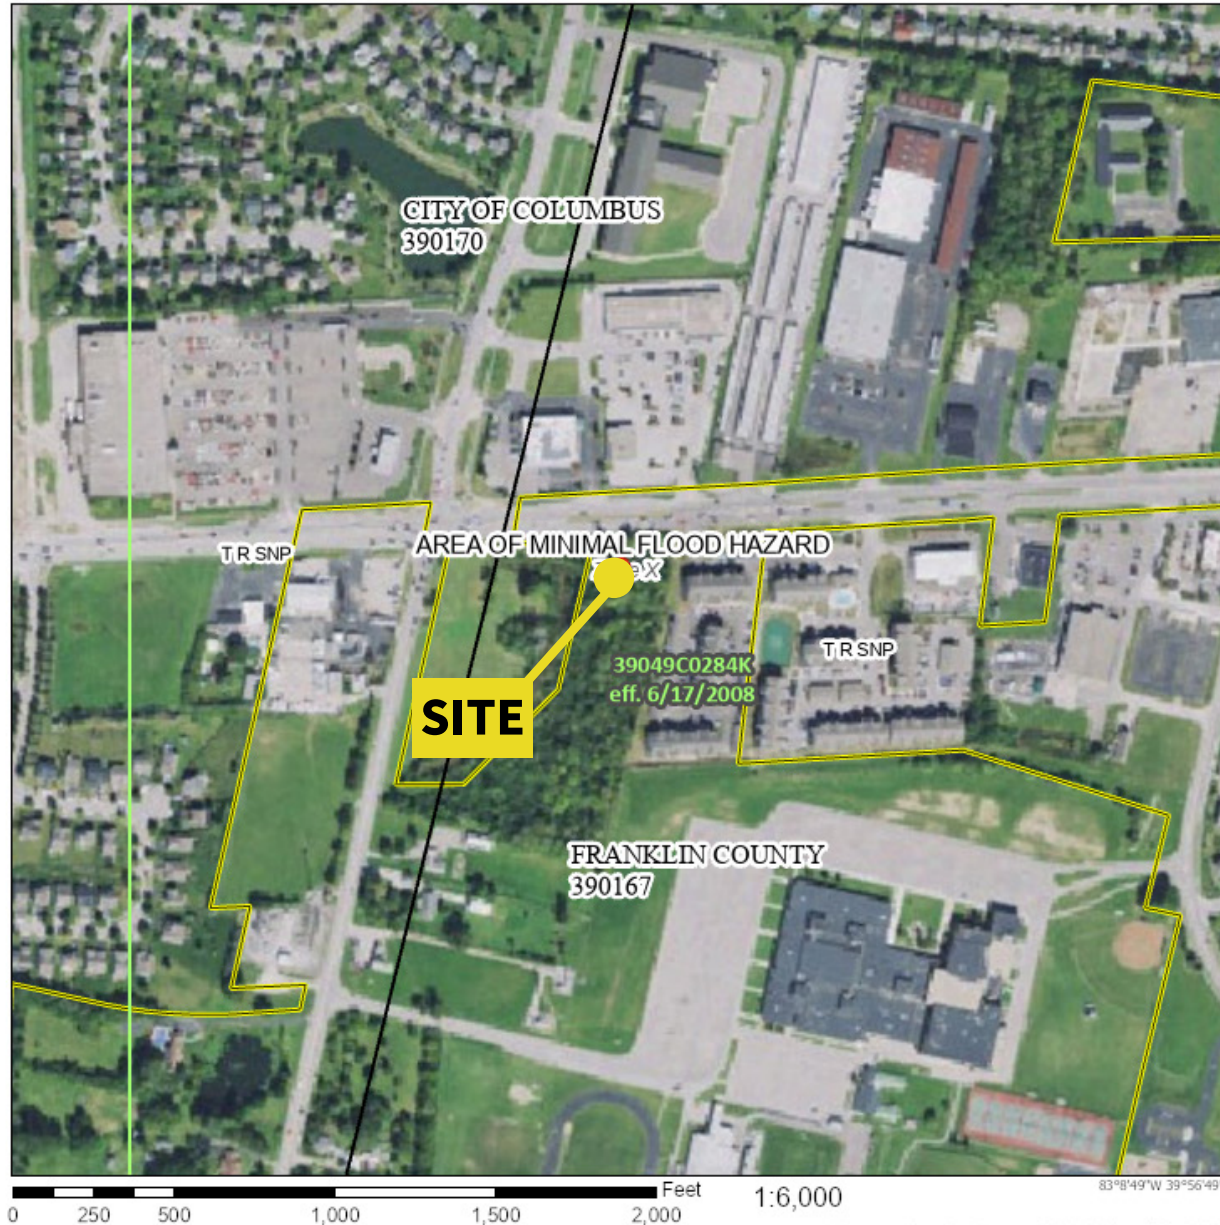 CITY OF COLUMBUS
390170
T R SNP
AREA OF MINIMAL FLOOD HAZARD
X
39049C0284K
eff. 6/17/2008
T R SNP
SITE
FRANKLIN COUNTY
390167
Feet
1:6,000
0 250 500 1,000 1,500 2,000
83°8'49"W 39°56'49"